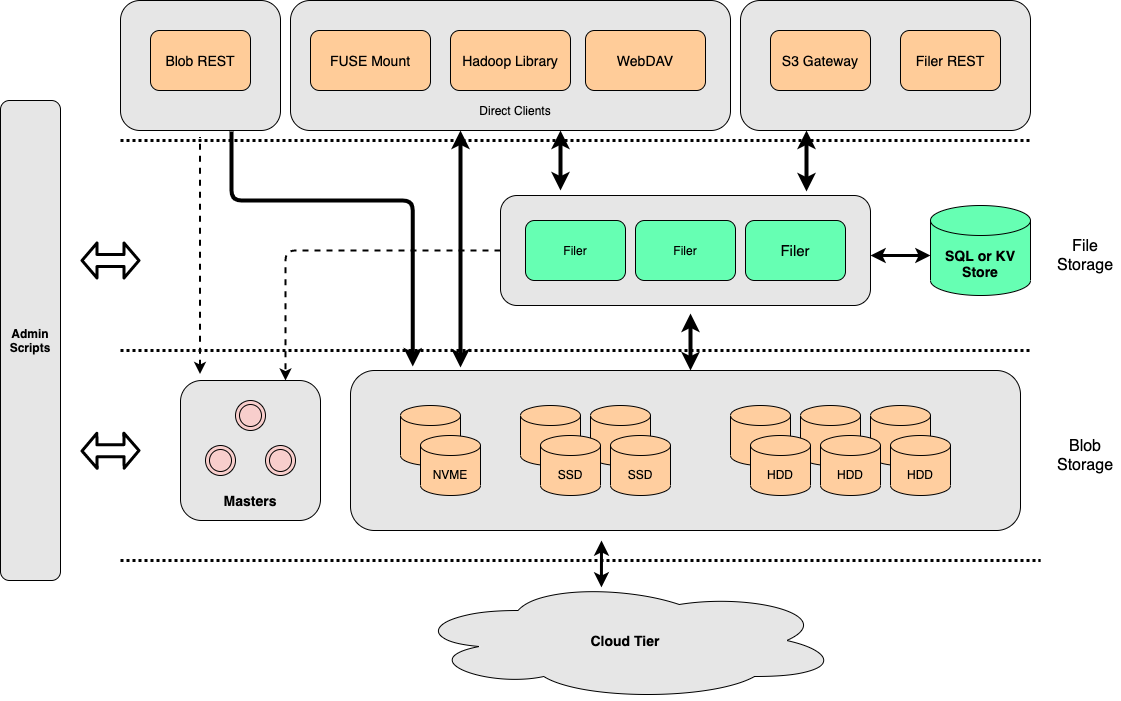 Blob REST
FUSE Mount
Hadoop Library
WebDAV
Direct Clients
S3 Gateway
Filer REST
Admin
Scripts
Filer
Filer
Filer
SQL or KV
Store
File
Storage
Masters
NVME
SSD
SSD
HDD
HDD
HDD
Blob
Storage
Cloud Tier